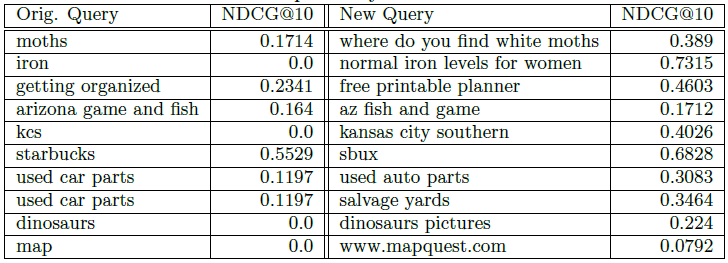 Orig. Query NDCG@10 New Query NDCG@10
moths 0.1714 where do you find white moths 0.389
iron 0.0 normal iron levels for women 0.7315
getting organized 0.2341 free printable planner 0.4603
arizona game and fish 0.164 az fish and game 0.1712
kcs 0.0 kansas city southern 0.4026
starbucks 0.5529 sbux 0.6828
used car parts 0.1197 used auto parts 0.3083
used car parts 0.1197 salvage yards 0.3464
dinosaurs 0.0 dinosaurs pictures 0.224
map 0.0 www.mapquest.com 0.0792